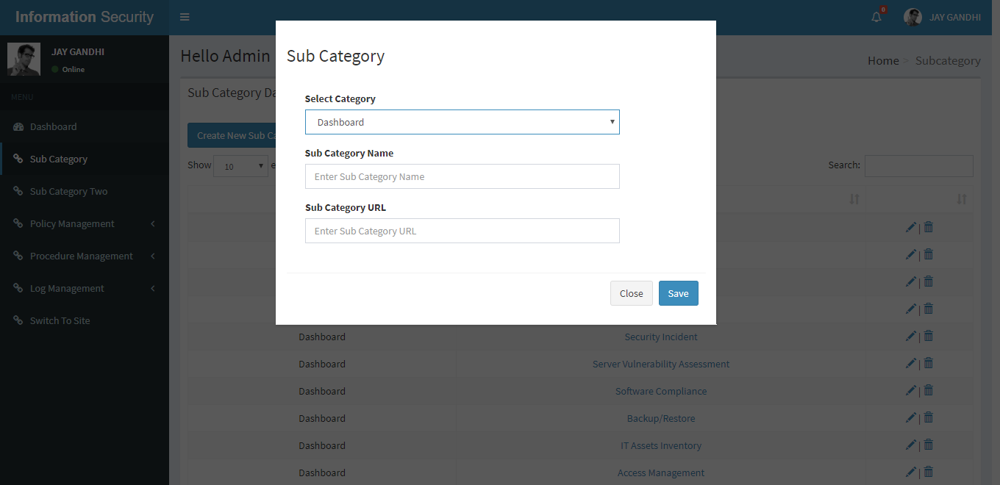 Information Security
0
JAY GANDHI
JAY GANDHI
Online
MENU
Dashboard
Sub Category
Sub Category Two
Policy Management
Procedure Management
Log Management
Switch To Site
Hello Admin
Home > Subcategory
Sub Category Da
Create New Sub Ca
Show 10 e
Search:
Sub Category
Select Category
Dashboard
Sub Category Name
Enter Sub Category Name
Sub Category URL
Enter Sub Category URL
Close Save
Dashboard Security Incident
Dashboard Server Vulnerability Assessment
Dashboard Software Compliance
Dashboard Backup/Restore
Dashboard IT Assets Inventory
Dashboard Access Management